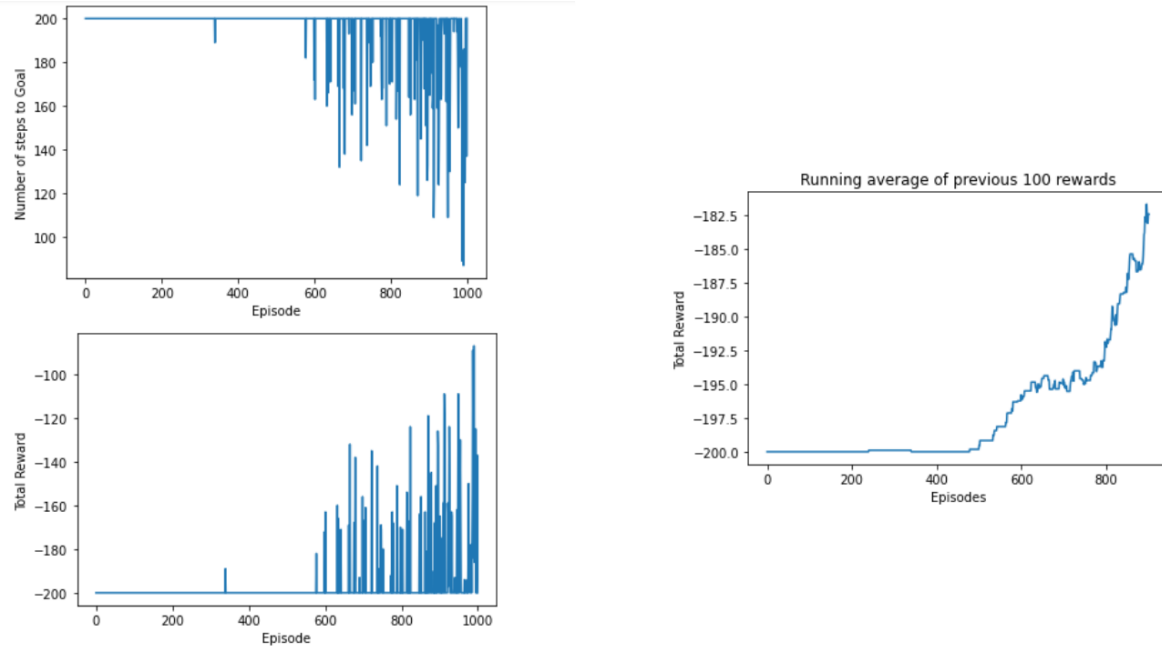 200
180
160
140
120
100
Number of steps to Goal
0 200 400 600 800 1000
Episode
−100
−120
−140
−160
−180
−200
Total Reward
0 200 400 600 800 1000
Episode
Running average of previous 100 rewards
−182.5
−185.0
−187.5
−190.0
−192.5
−195.0
−197.5
−200.0
Total Reward
0 200 400 600 800
Episodes